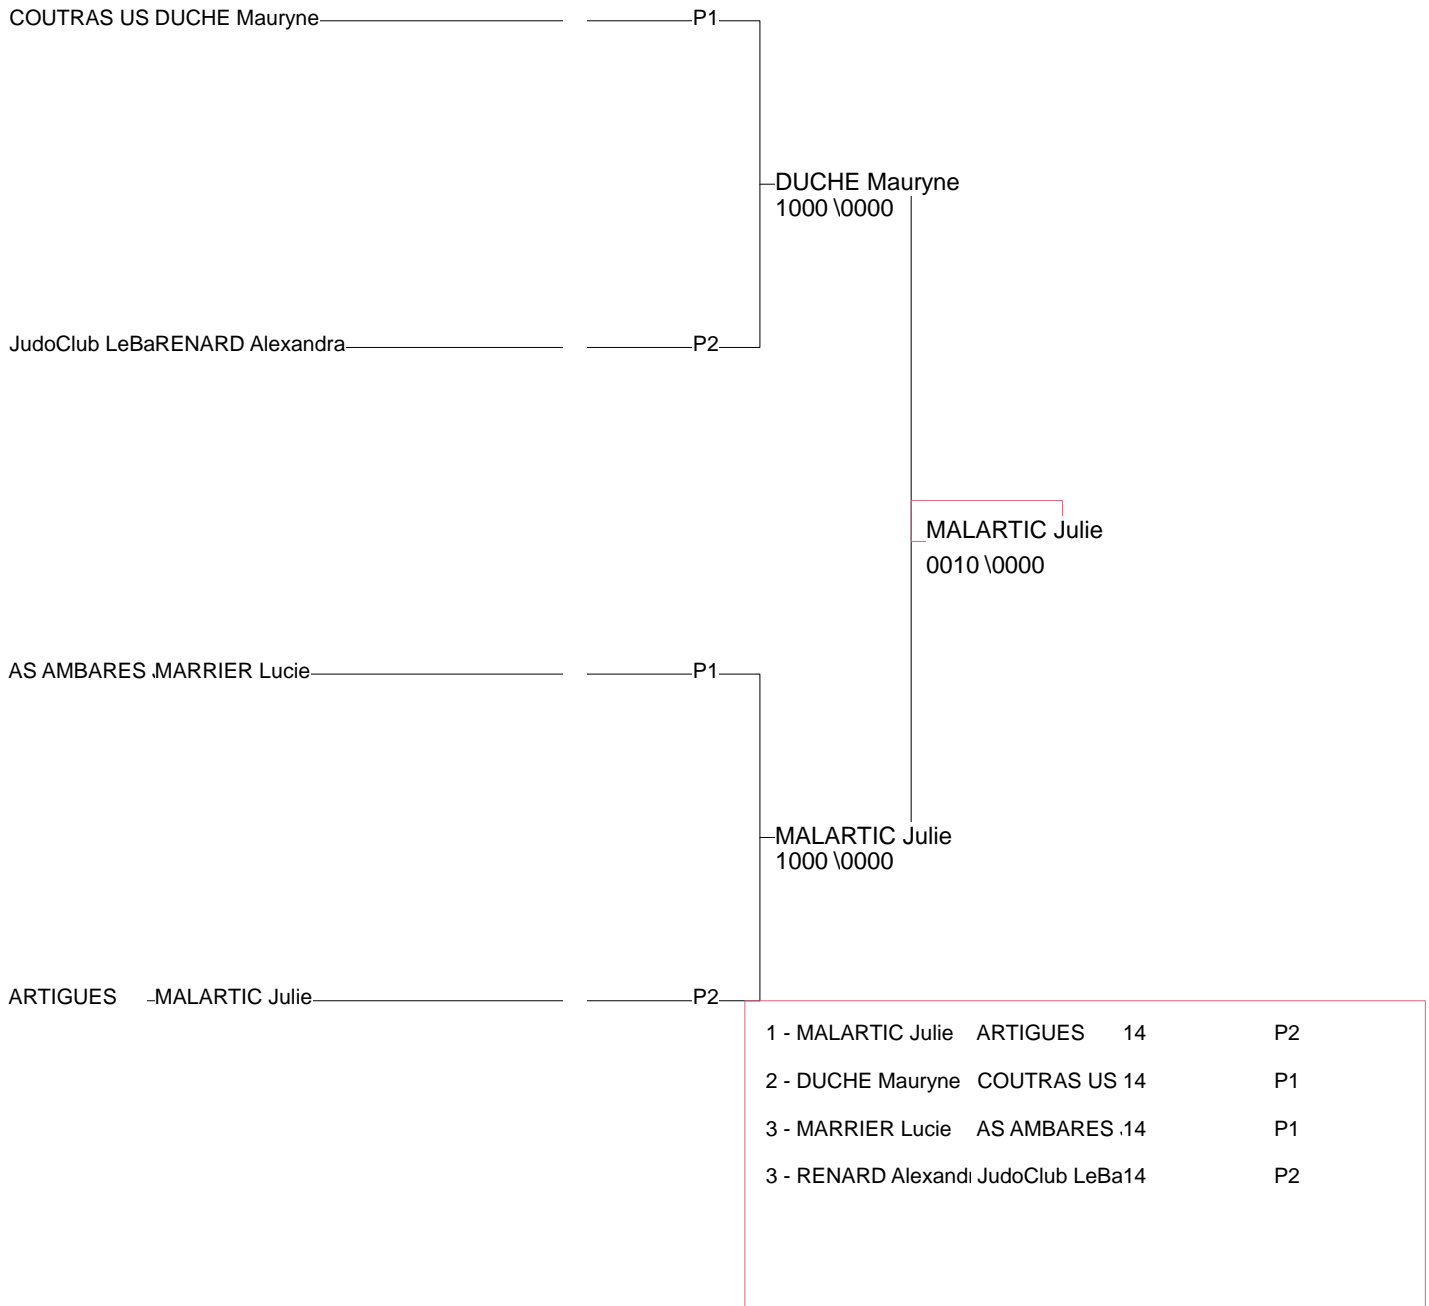 COUTRAS US DUCHE Mauryne P1
DUCHE Mauryne
1000 \0000
JudoClub LeBaRENARD Alexandra P2
MALARTIC Julie
0010 \0000
AS AMBARES MARRIER Lucie P1
MALARTIC Julie
1000 \0000
ARTIGUES MALARTIC Julie P2
1 - MALARTIC Julie ARTIGUES 14 P2
2 - DUCHE Mauryne COUTRAS US 14 P1
3 - MARRIER Lucie AS AMBARES 14 P1
3 - RENARD Alexand JudoClub LeBa14 P2